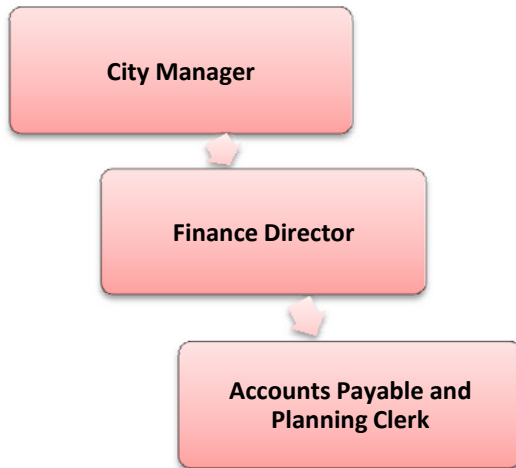 City Manager
Finance Director
Accounts Payable and
Planning Clerk